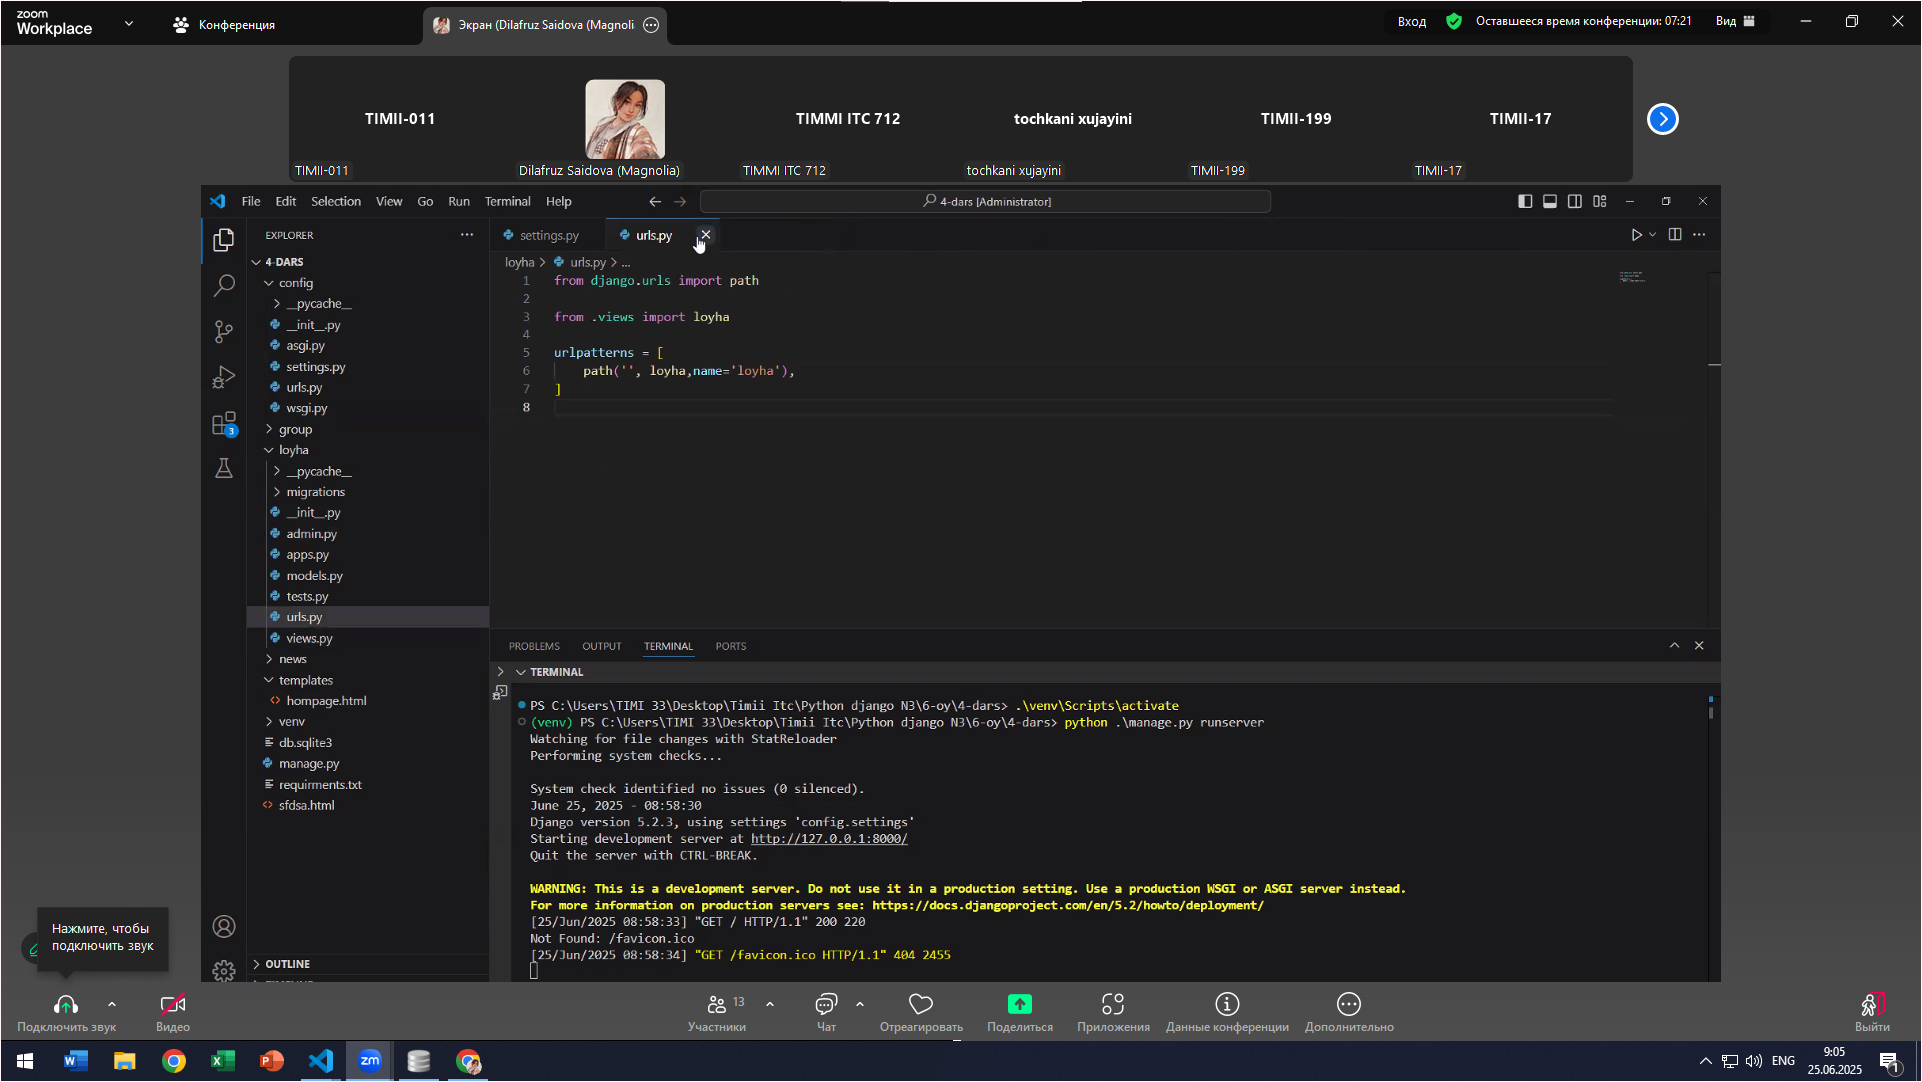 zoom
Workplace
Конференция
Экран (Dilafruz Saidova (Magnoli
Вход
Оставшееся время конференции: 07:21
Вид
TIMII-011
TIMMI ITC 712
tochkani xujayini
TIMII-199
TIMII-17
TIMII-011
Dilafruz Saidova (Magnolia)
TIMMI ITC 712
tochkani xujayini
TIMII-199
TIMII-17
File Edit Selection View Go Run Terminal Help
4-dars [Administrator]
EXPLORER
settings.py
urls.py
4-DARS
config
__pycache__
__init__.py
asgi.py
settings.py
urls.py
wsgi.py
group
loyha
__pycache__
migrations
__init__.py
admin.py
apps.py
models.py
tests.py
urls.py
views.py
news
templates
hompage.html
venv
db.sqlite3
manage.py
requirments.txt
sfdsa.html
OUTLINE
3
loyha > urls.py > ...
1 from django.urls import path
2
3 from .views import loyha
4
5 urlpatterns = [
6 path('', loyha,name='loyha'),
7 ]
8
PROBLEMS OUTPUT TERMINAL PORTS
TERMINAL
PS C:\Users\TIMI 33\Desktop\Timii Itc\Python django N3\6-oy\4-dars> .\venv\Scripts\activate
(venv) PS C:\Users\TIMI 33\Desktop\Timii Itc\Python django N3\6-oy\4-dars> python .\manage.py runserver
Watching for file changes with StatReloader
Performing system checks...
System check identified no issues (0 silenced).
June 25, 2025 - 08:58:30
Django version 5.2.3, using settings 'config.settings'
Starting development server at http://127.0.0.1:8000/
Quit the server with CTRL-BREAK.
WARNING: This is a development server. Do not use it in a production setting. Use a production WSGI or ASGI server instead.
For more information on production servers see: https://docs.djangoproject.com/en/5.2/howto/deployment/
[25/Jun/2025 08:58:33] "GET / HTTP/1.1" 200 220
Not Found: /favicon.ico
[25/Jun/2025 08:58:34] "GET /favicon.ico HTTP/1.1" 404 2455
Нажмите, чтобы
подключить звук
Подключить звук
Видео
13
Участники
Чат
Отреагировать
Поделиться
Приложения
Данные конференции
Дополнительно
Выйти
zm
ENG
9:05
25.06.2025
1